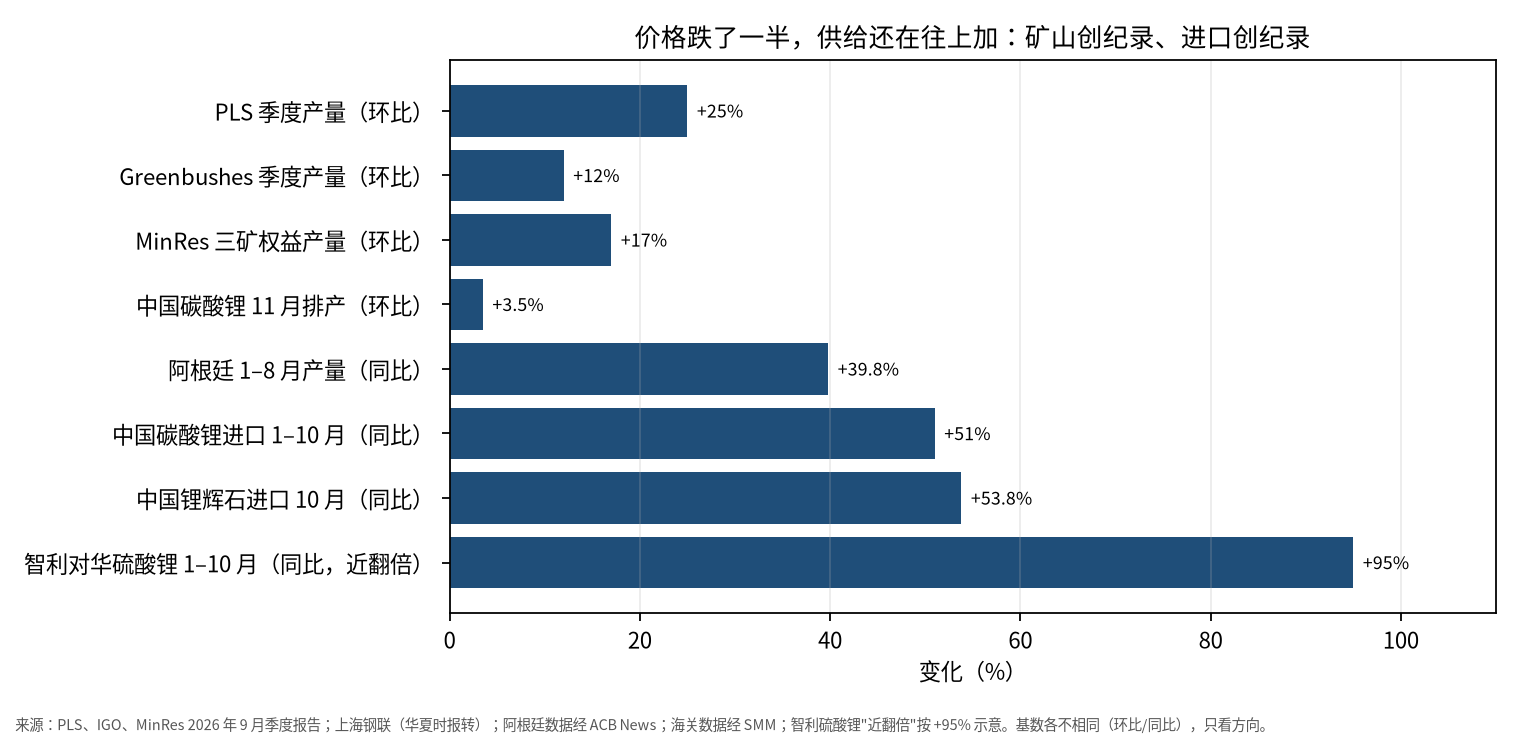 价格跌了一半，供给还在往上加：矿山创纪录、进口创纪录
PLS 季度产量（环比） +25%
Greenbushes 季度产量（环比） +12%
MinRes 三矿权益产量（环比） +17%
中国碳酸锂 11 月排产（环比） +3.5%
阿根廷 1–8 月产量（同比） +39.8%
中国碳酸锂进口 1–10 月（同比） +51%
中国锂辉石进口 10 月（同比） +53.8%
智利对华硫酸锂 1–10 月（同比，近翻倍） +95%
0 20 40 60 80 100
变化（%）
来源：PLS、IGO、MinRes 2026 年 9 月季度报告；上海钢联（华夏时报转）；阿根廷数据经 ACB News；海关数据经 SMM；智利硫酸锂"近翻倍"按 +95% 示意。基数各不相同（环比/同比），只看方向。